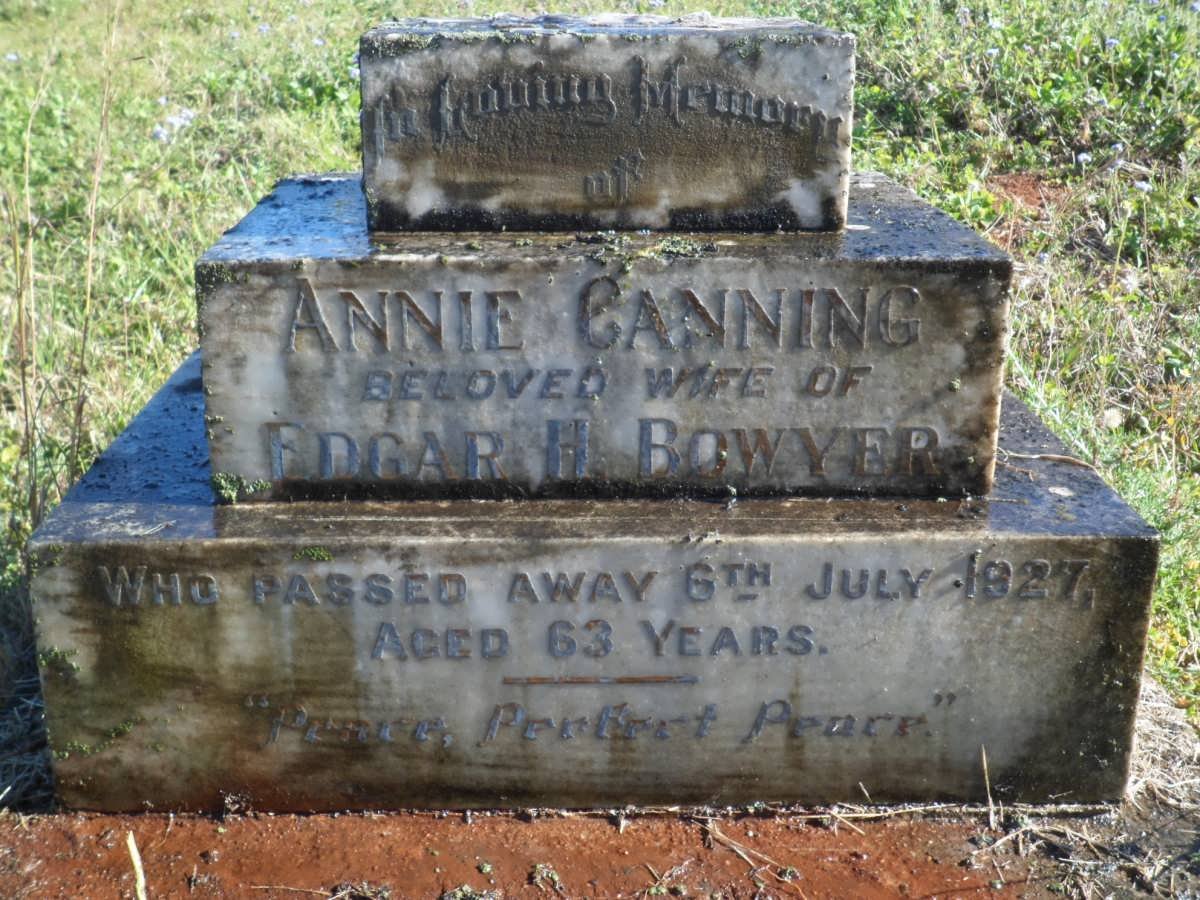 In Loving Memory
of
ANNIE CANNING
BELOVED WIFE OF
EDGAR H BOWYER
WHO PASSED AWAY 6TH JULY 1927,
AGED 63 YEARS.
"Peace, Perfect Peace."